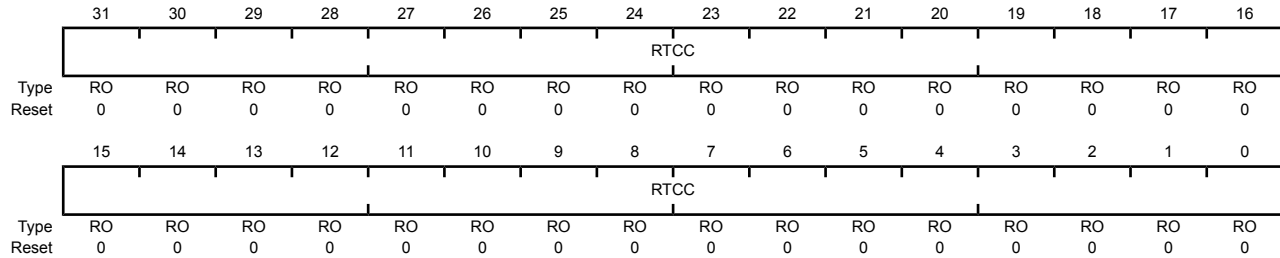 31 30 29 28 27 26 25 24 23 22 21 20 19 18 17 16
RTCC
Type RO RO RO RO RO RO RO RO RO RO RO RO RO RO RO RO
Reset 0 0 0 0 0 0 0 0 0 0 0 0 0 0 0 0
15 14 13 12 11 10 9 8 7 6 5 4 3 2 1 0
RTCC
Type RO RO RO RO RO RO RO RO RO RO RO RO RO RO RO RO
Reset 0 0 0 0 0 0 0 0 0 0 0 0 0 0 0 0